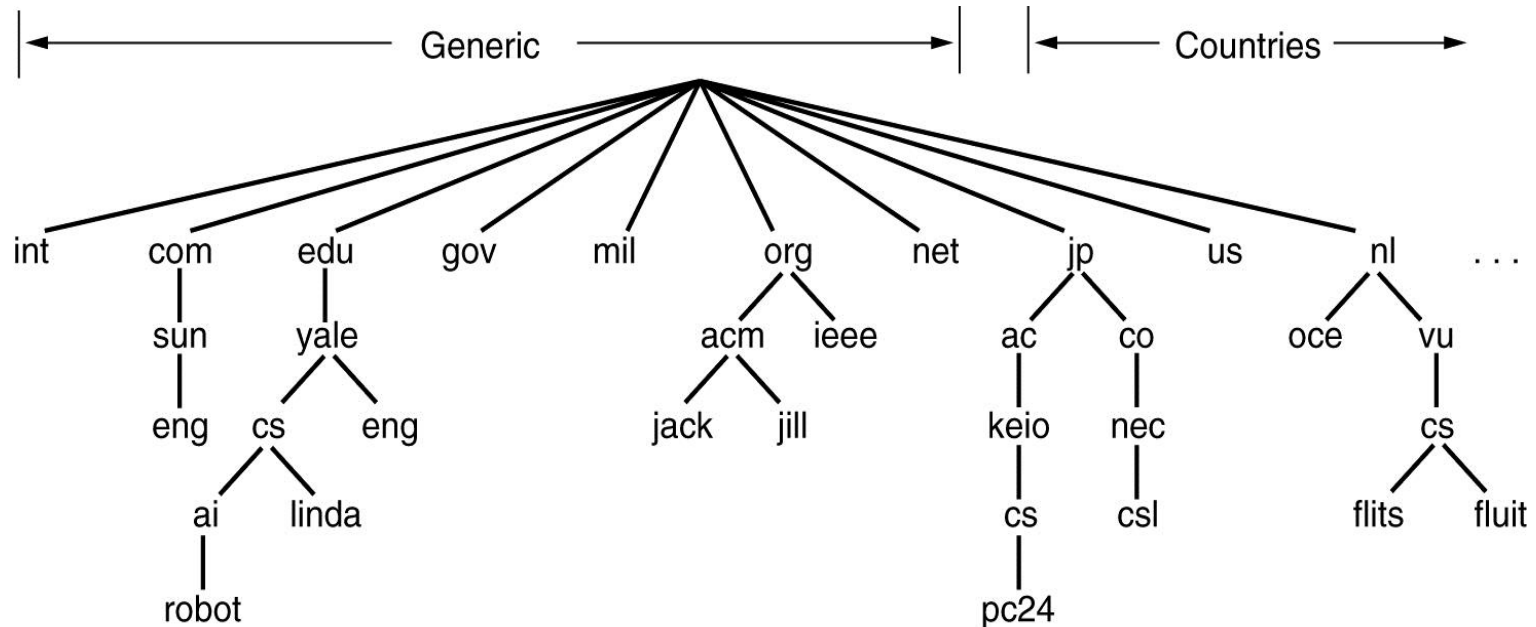 Generic Countries
int com edu gov mil org net jp us nl . . .
sun yale acm ieee ac co oce vu
eng cs eng jack jill keio nec cs
ai linda cs csl flits fluit
robot pc24